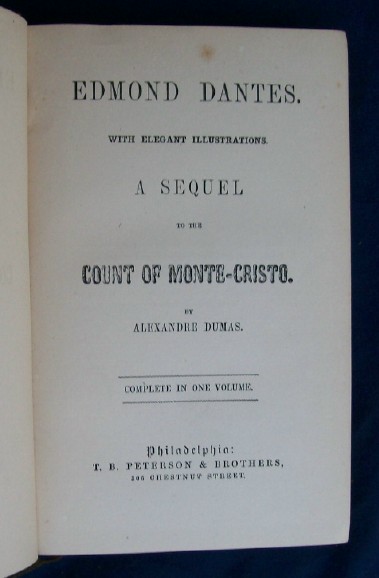 EDMOND DANTES.
WITH ELEGANT ILLUSTRATIONS.
A SEQUEL
TO THE
COUNT OF MONTE-CRISTO.
BY
ALEXANDRE DUMAS.
COMPLETE IN ONE VOLUME.
Philadelphia:
T. B. PETERSON & BROTHERS,
306 CHESTNUT STREET.